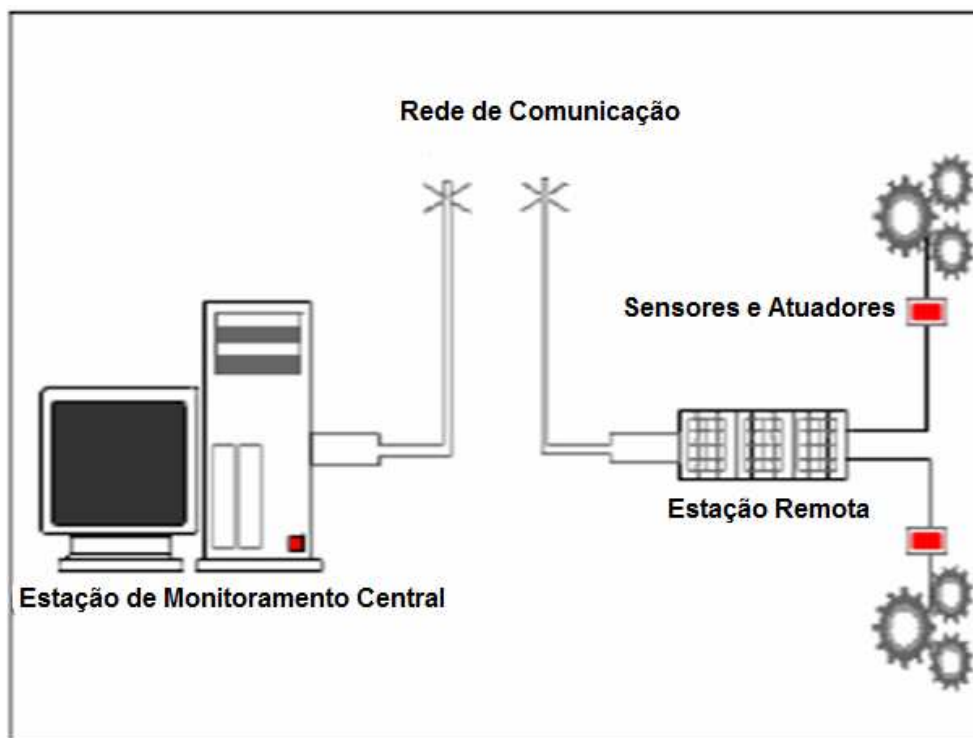 Rede de Comunicação
Sensores e Atuadores
Estação Remota
Estação de Monitoramento Central